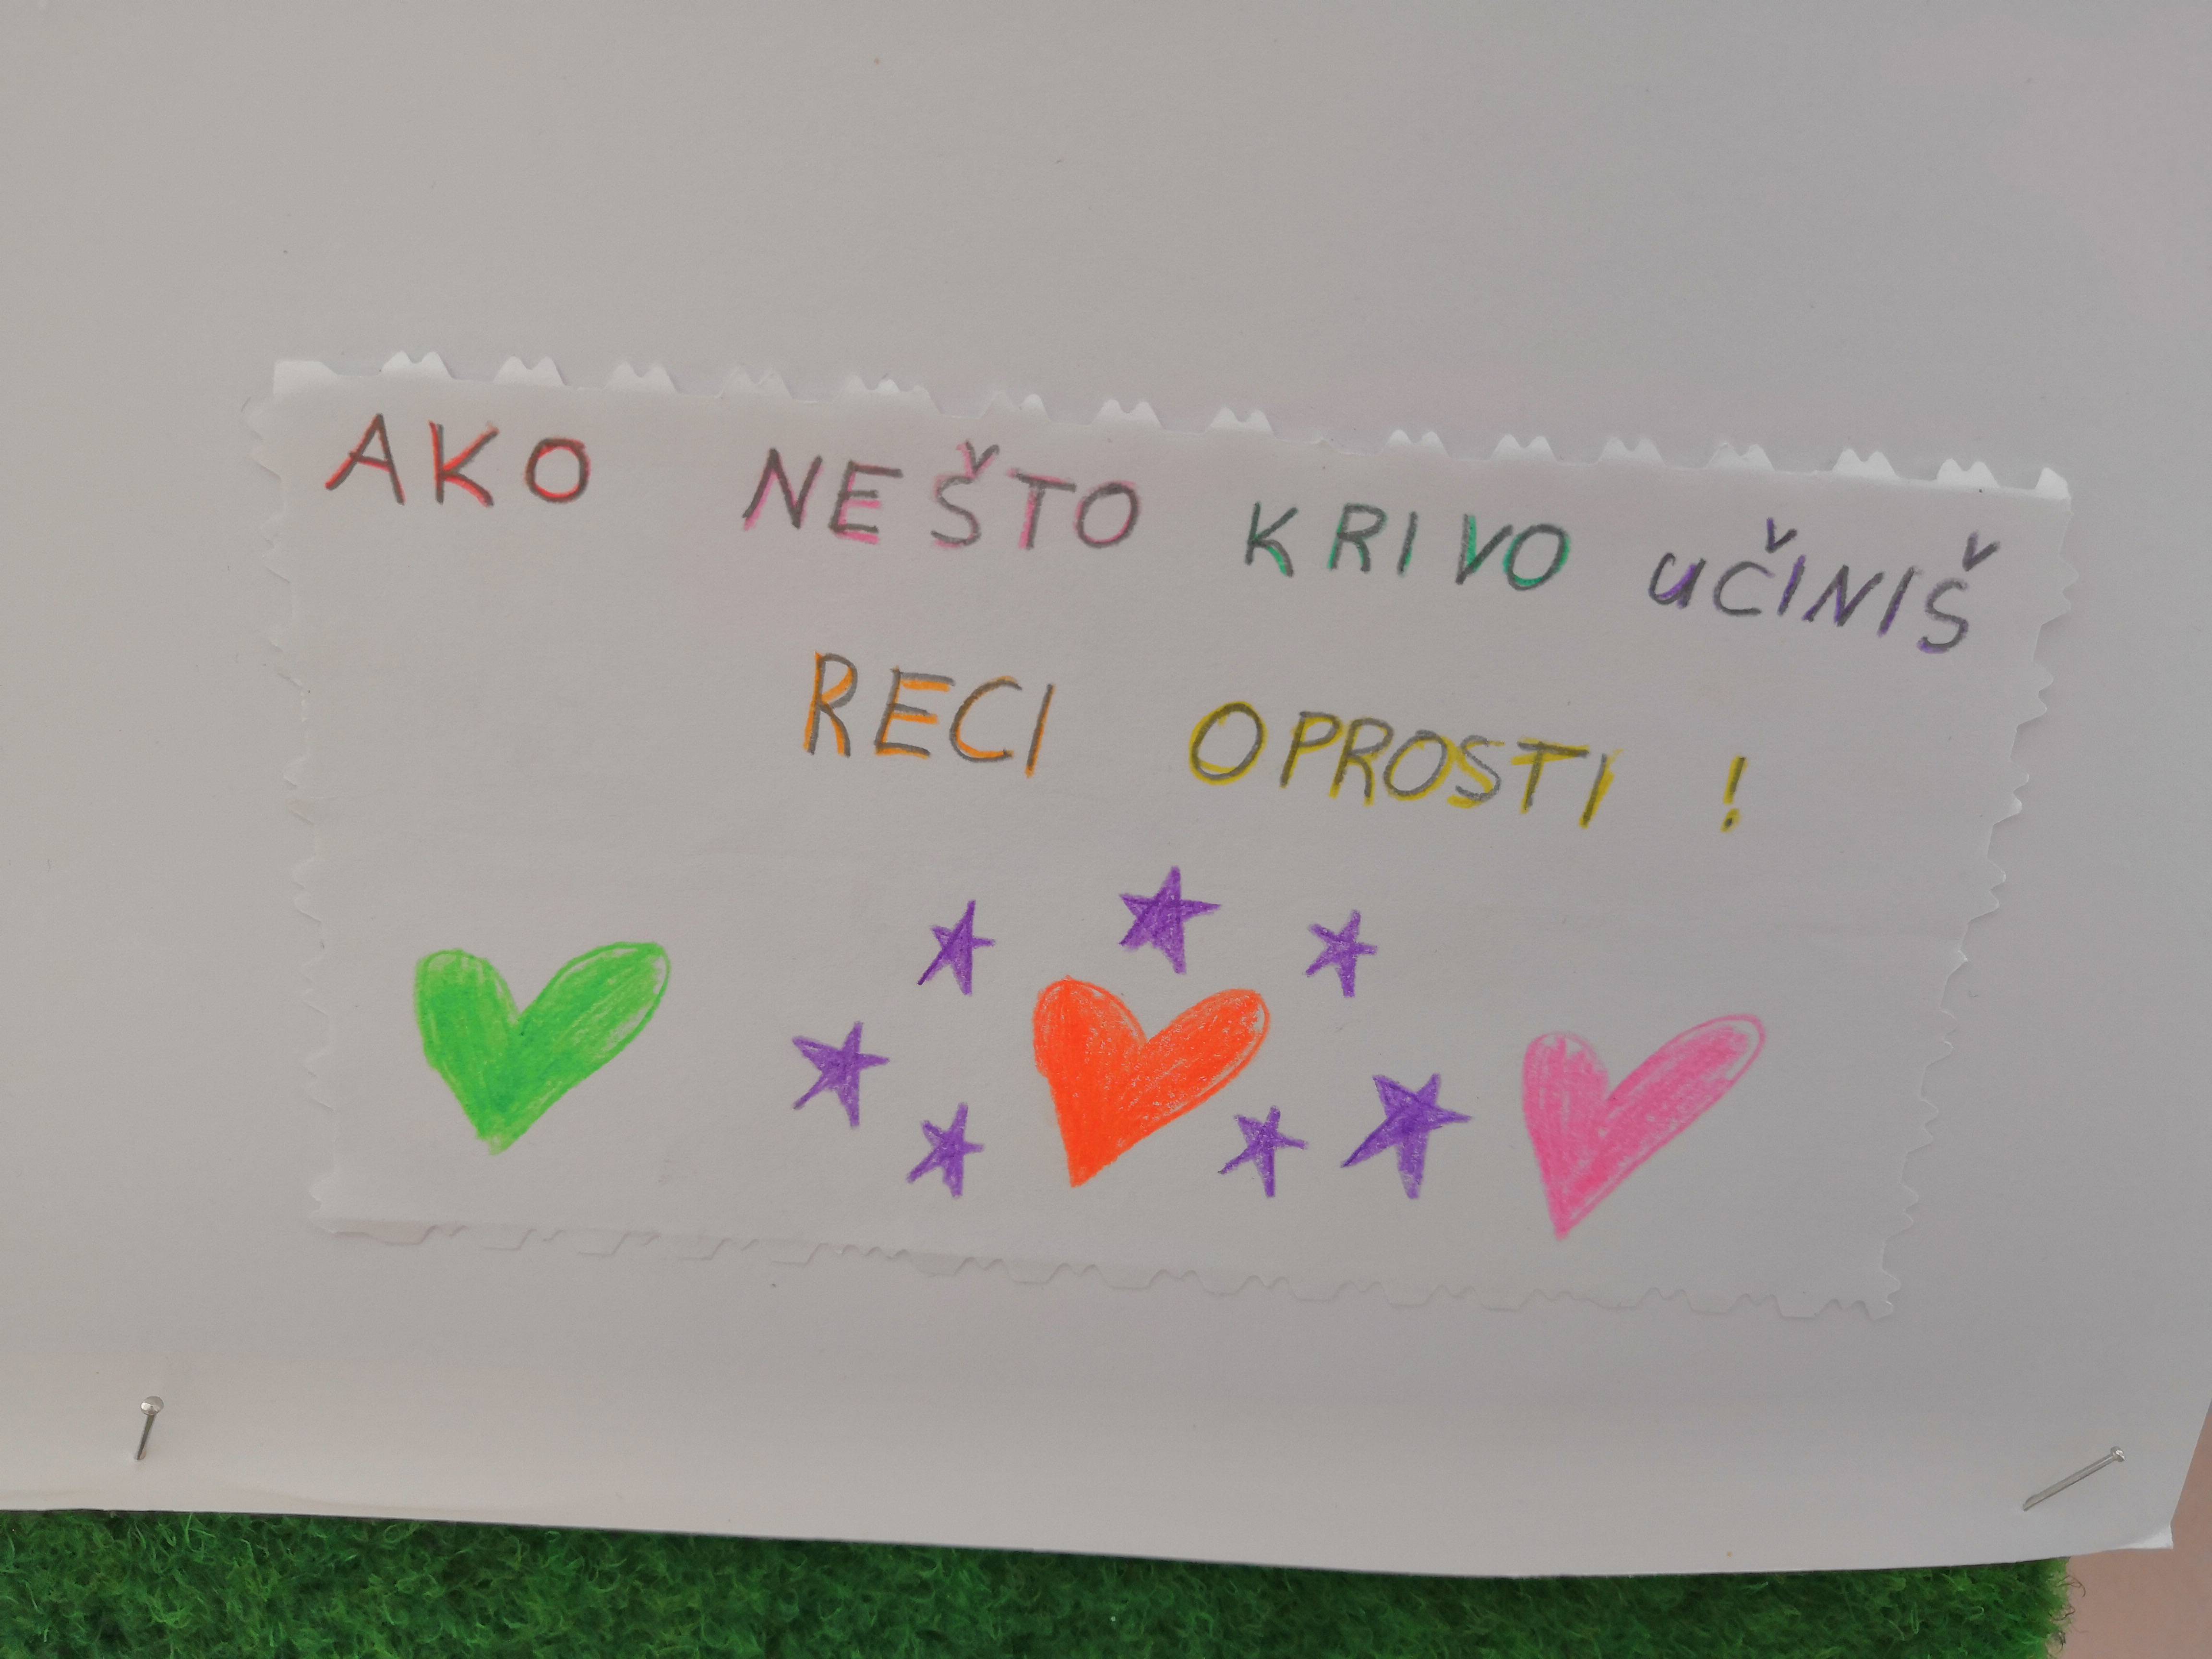 AKO NEŠTO KRIVO UČINIŠ
RECI OPROSTI !